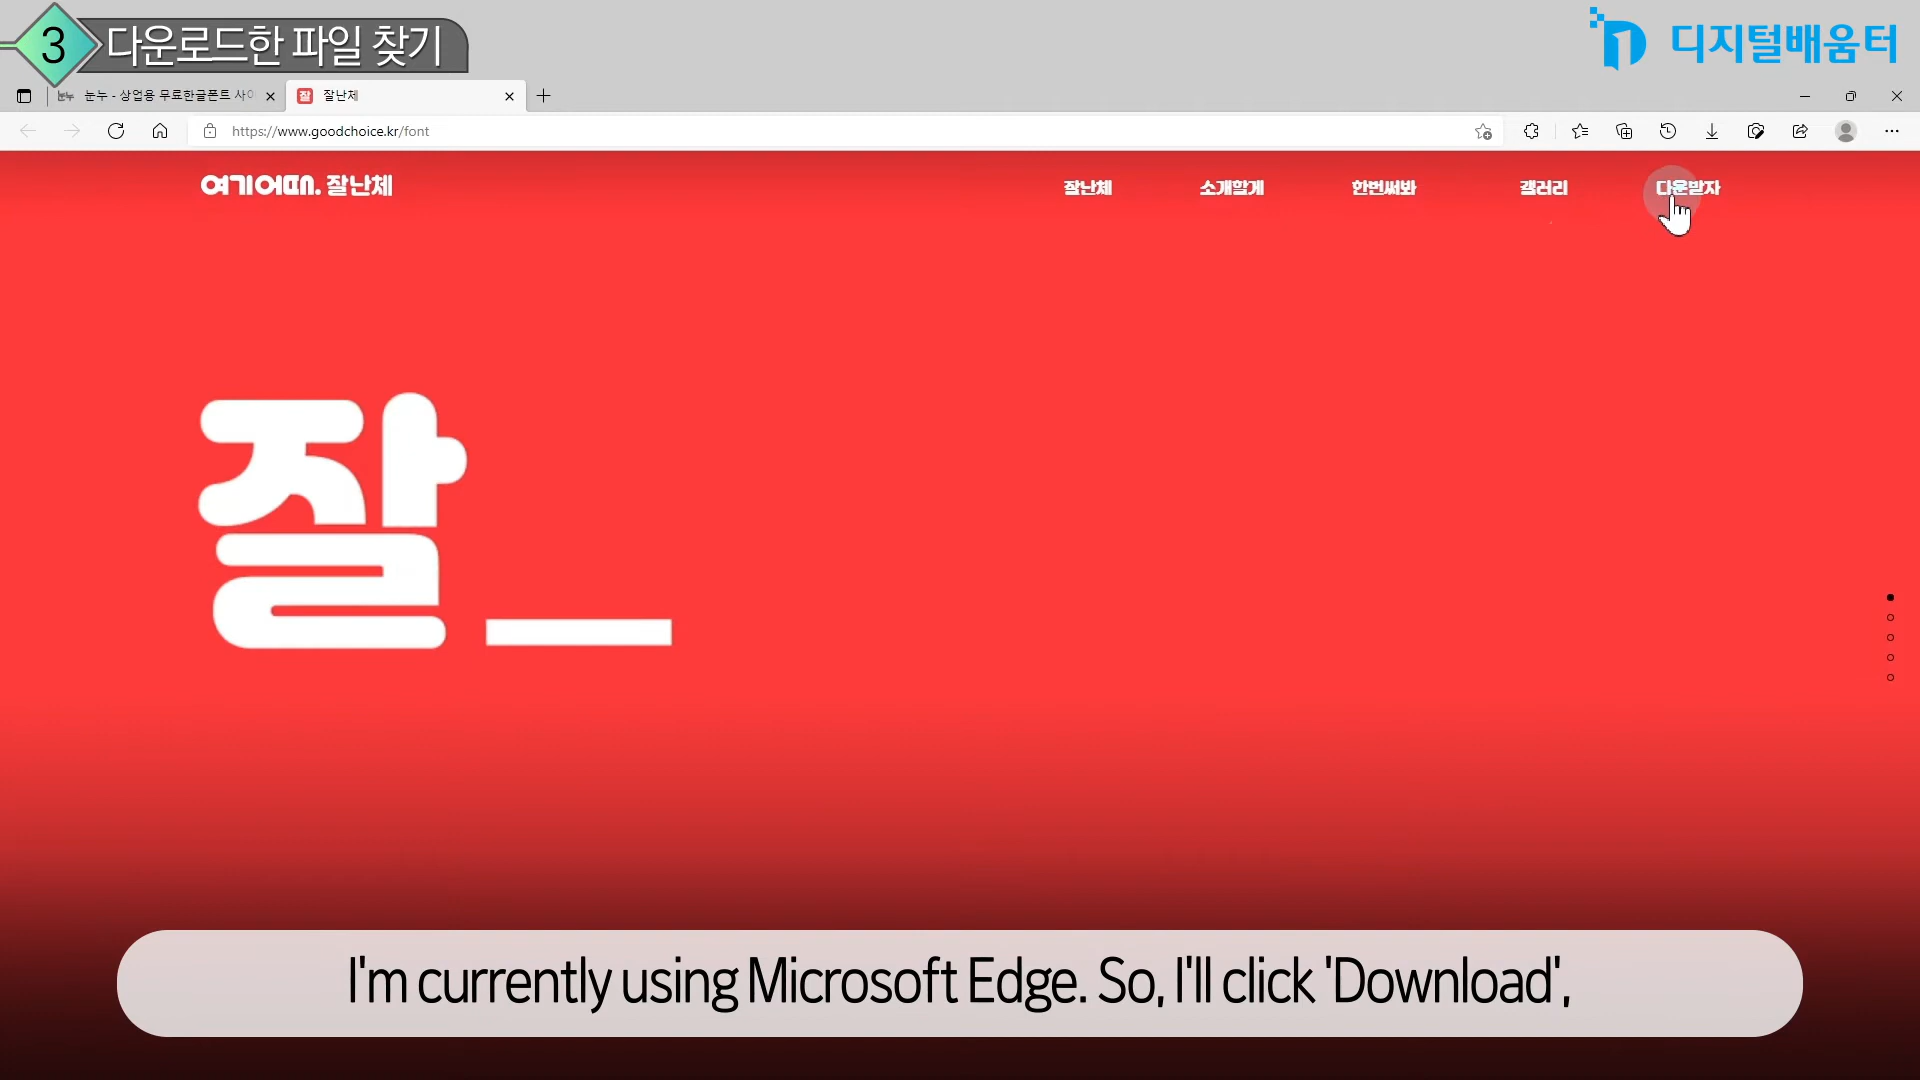 3 다운로드한 파일 찾기
디지털배움터
눈누 눈누 - 상업용 무료한글폰트 사이
잘 잘난체
https://www.goodchoice.kr/font
여기어때. 잘난체
잘난체 소개할게 한번써봐 갤러리 다운받자
잘_
I'm currently using Microsoft Edge. So, I'll click 'Download',